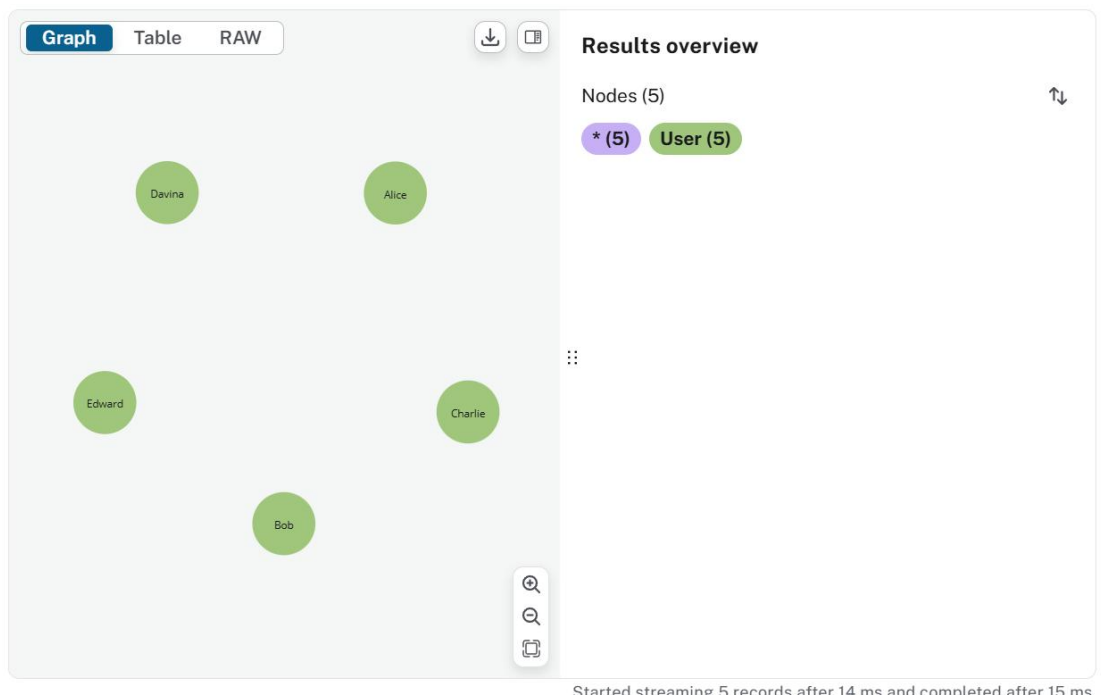 Graph Table RAW
Results overview
Nodes (5)
* (5) User (5)
Davina
Alice
Edward
Charlie
Bob
Started streaming 5 records after 14 ms and completed after 15 ms